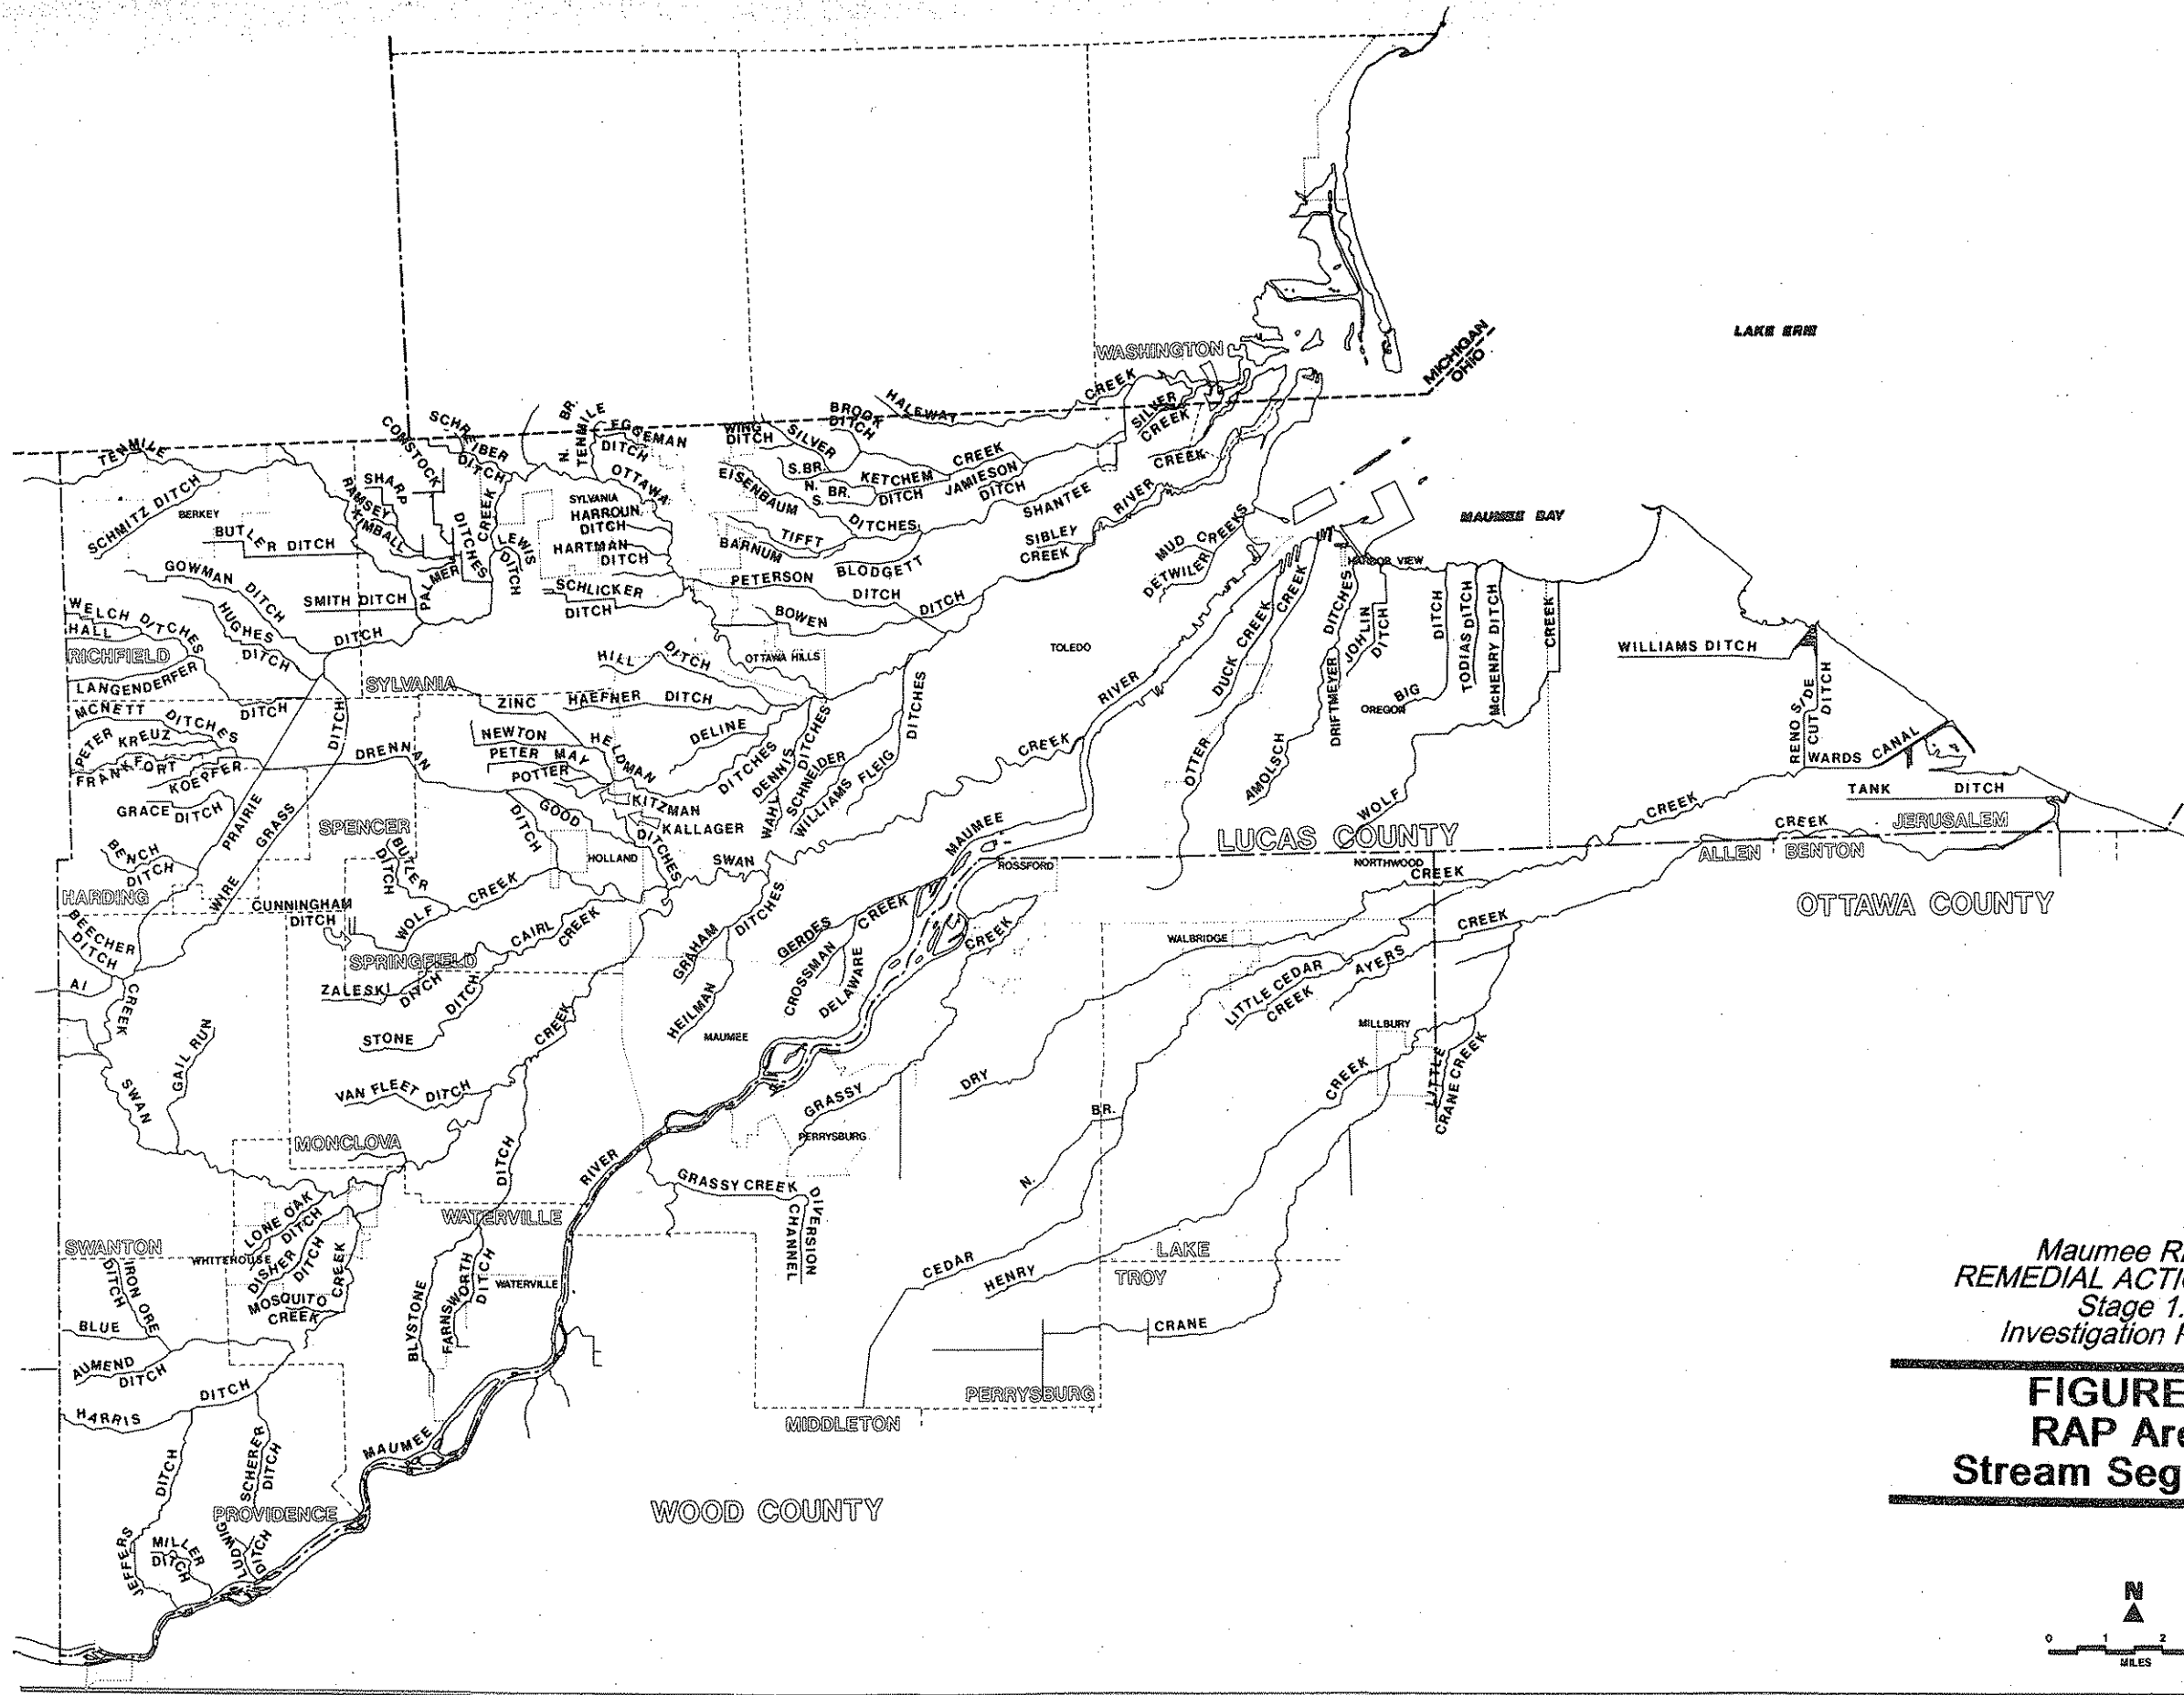 LAKE ERIE
MICHIGAN
OHIO
WASHINGTON
CREEK
HALFWAY
BROOK
DITCH
SILVER
CREEK
WING
DITCH
SILVER
S. BR.
N. BR.
S.
KETCHEM
DITCH
CREEK
JAMIESON
DITCH
SHANTEE
CREEK
EISENBAUM
DITCHES
TIFFT
BARNUM
BLODGETT
SIBLEY
CREEK
RIVER
PETERSON
DITCH
BOWEN
DITCH
N. BR.
TENMILE
EGGEMAN
DITCH
OTTAWA
SYLVANIA
HARROUN
DITCH
HARTMAN
DITCH
SCHLICKER
DITCH
SCHREIBER
DITCH
COMSTOCK
CREEK
DITCHES
LEWIS
DITCH
SHARP
RAMSEY
KIMBALL
PALMER
TENMILE
SCHMITZ DITCH
BERKEY
BUTLER DITCH
GOWMAN
DITCH
SMITH DITCH
HUGHES
DITCH
DITCH
WELCH DITCHES
HALL
RICHFIELD
LANGENDERFER
DITCH
MCNETT
DITCHES
PETER
KREUZ
FRANKFORT
KOEPFER
GRACE DITCH
BENCH
DITCH
HARDING
BEECHER
DITCH
AI
CREEK
PRAIRIE
WIRE
GRASS
DITCH
SYLVANIA
DRENNAN
DITCH
SPENCER
BUTLER
DITCH
CUNNINGHAM
DITCH
WOLF
CREEK
SPRINGFIELD
ZALESKI
DITCH
CAIRL
CREEK
STONE
DITCH
HILL
DITCH
OTTAWA HILLS
ZINC
HAEFNER DITCH
HELDMAN
NEWTON
PETER MAY
POTTER
DELINE
DITCHES
DENNIS
DITCHES
WAHL
SCHNEIDER
WILLIAMS
FLEIG
DITCHES
KITZMAN
KALLAGER
GOOD
DITCHES
HOLLAND
SWAN
CREEK
TOLEDO
RIVER
MAUMEE
ROSSFORD
MUD CREEKS
DETWILER
MAUMEE BAY
HARBOR VIEW
DUCK CREEK
CREEK
OTTER
AMOLSCH
DRIFTMEYER
DITCHES
JOHLIN
DITCH
OREGON
BIG
DITCH
TODIAS DITCH
McHENRY DITCH
CREEK
WOLF
WILLIAMS DITCH
RENO SIDE
CUT
DITCH
WARDS CANAL
TANK DITCH
CREEK
CREEK
JERUSALEM
ALLEN
BENTON
LUCAS COUNTY
OTTAWA COUNTY
NORTHWOOD
CREEK
CREEK
WALBRIDGE
LITTLE CEDAR
CREEK
AYERS
MILLBURY
CREEK
LITTLE
CRANE CREEK
GRAHAM
DITCHES
HEILMAN
MAUMEE
GERDES
CREEK
CROSSMAN
DELAWARE
CREEK
GRASSY
PERRYSBURG
DRY
BR.
N.
CEDAR
HENRY
LAKE
TROY
CRANE
PERRYSBURG
MIDDLETON
GRASSY CREEK
DIVERSION
CHANNEL
GAIL RUN
SWAN
VAN FLEET DITCH
CREEK
MONCLOVA
DITCH
RIVER
WATERVILLE
LONE OAK
DITCH
WHITEHOUSE
DISHER
DITCH
MOSQUITO
CREEK
CREEK
SWANTON
IRON ORE
DITCH
BLUE
AUMEND
DITCH
HARRIS
DITCH
BLYSTONE
FARNSWORTH
DITCH
WATERVILLE
MAUMEE
DITCH
SCHERER
DITCH
PROVIDENCE
JEFFERS
MILLER
DITCH
LUDWIG
DITCH
WOOD COUNTY
Maumee R
REMEDIAL ACTI
Stage 1.
Investigation
FIGURE
RAP Are
Stream Seg
N
0 1 2
MILES